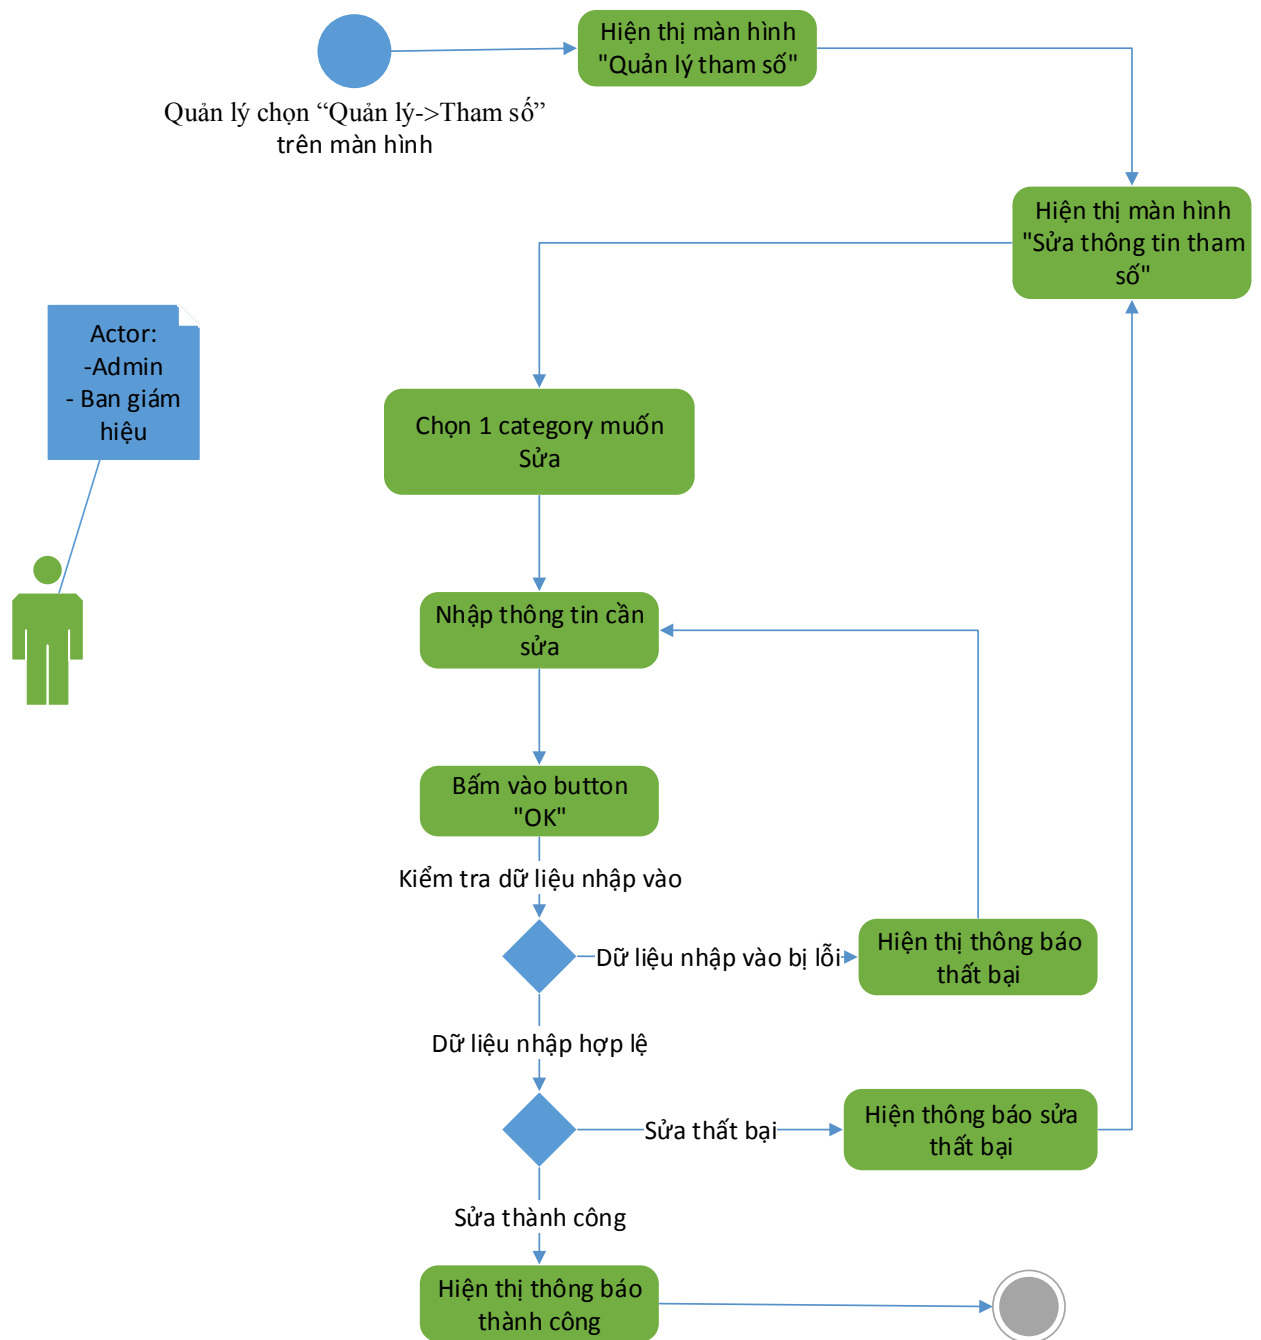 Hiện thị màn hình
"Quản lý tham số"
Quản lý chọn “Quản lý->Tham số”
trên màn hình
Hiện thị màn hình
"Sửa thông tin tham
số"
Actor:
-Admin
- Ban giám
hiệu
Chọn 1 category muốn
Sửa
Nhập thông tin cần
sửa
Bấm vào button
"OK"
Kiểm tra dữ liệu nhập vào
Dữ liệu nhập vào bị lỗi
Hiện thị thông báo
thất bại
Dữ liệu nhập hợp lệ
Sửa thất bại
Hiện thông báo sửa
thất bại
Sửa thành công
Hiện thị thông báo
thành công